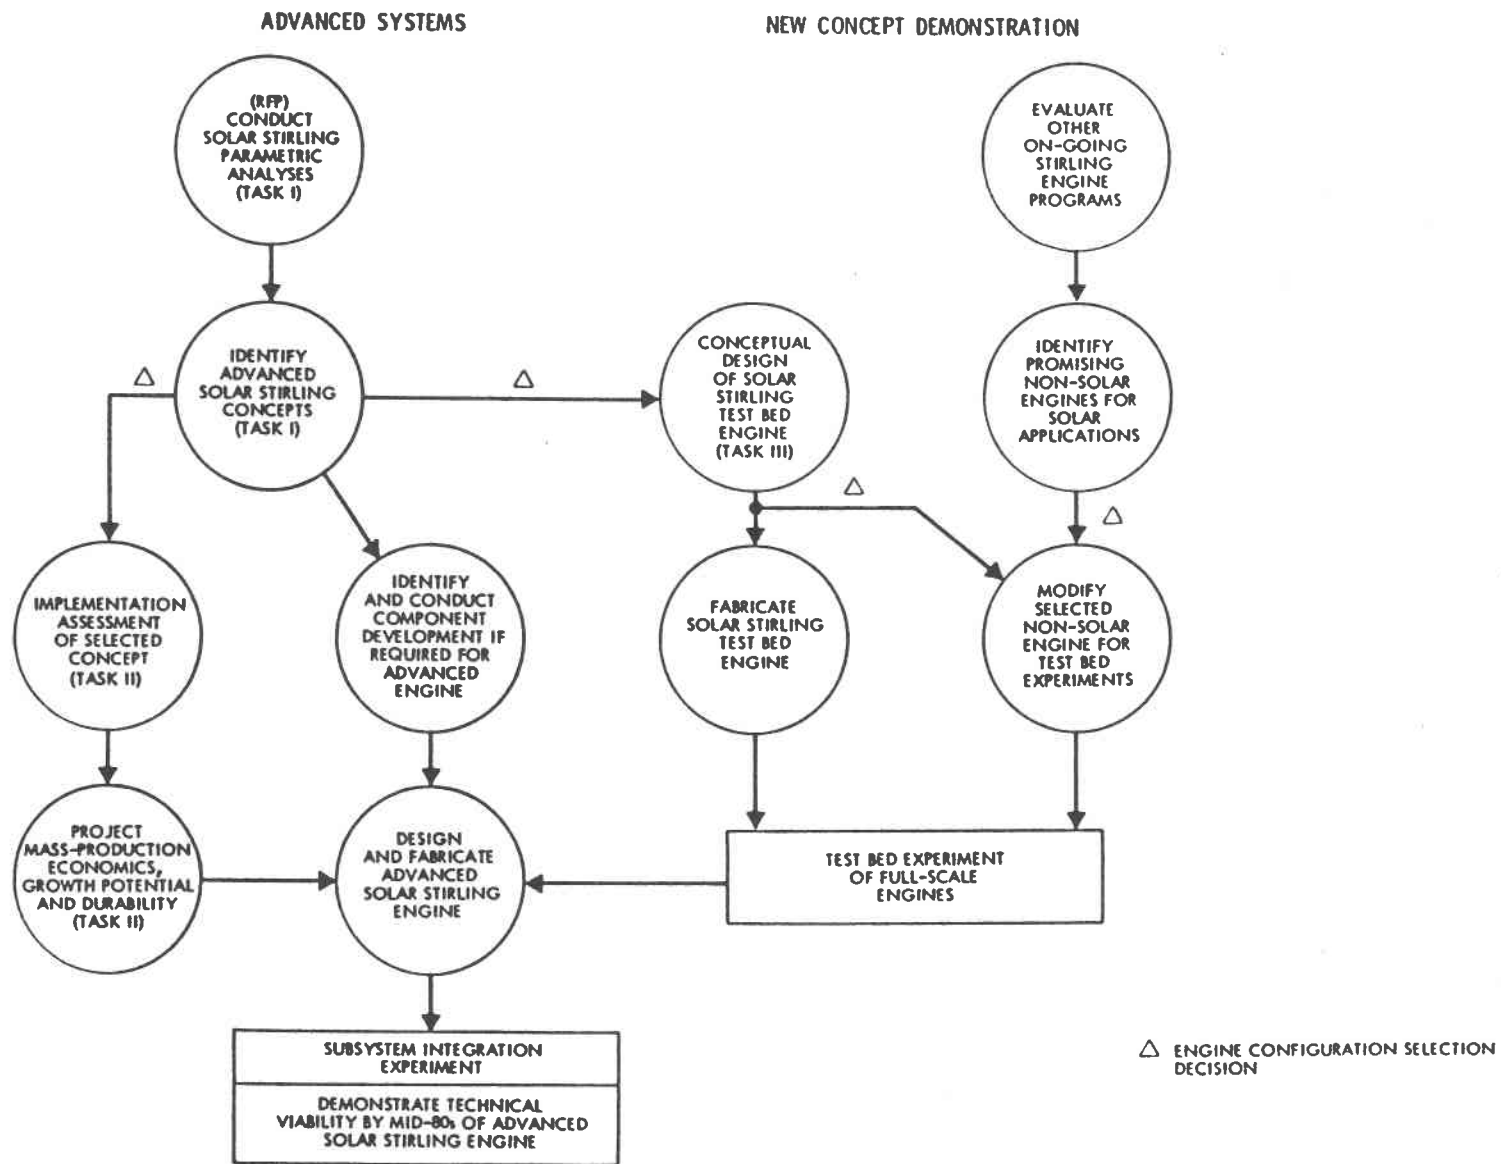 ADVANCED SYSTEMS
NEW CONCEPT DEMONSTRATION
(RFP)
CONDUCT
SOLAR STIRLING
PARAMETRIC
ANALYSES
(TASK I)
EVALUATE
OTHER
ON-GOING
STIRLING
ENGINE
PROGRAMS
IDENTIFY
ADVANCED
SOLAR STIRLING
CONCEPTS
(TASK I)
CONCEPTUAL
DESIGN
OF SOLAR
STIRLING
TEST BED
ENGINE
(TASK III)
IDENTIFY
PROMISING
NON-SOLAR
ENGINES FOR
SOLAR
APPLICATIONS
IMPLEMENTATION
ASSESSMENT
OF SELECTED
CONCEPT
(TASK II)
IDENTIFY
AND CONDUCT
COMPONENT
DEVELOPMENT IF
REQUIRED FOR
ADVANCED
ENGINE
FABRICATE
SOLAR STIRLING
TEST BED
ENGINE
MODIFY
SELECTED
NON-SOLAR
ENGINE FOR
TEST BED
EXPERIMENTS
PROJECT
MASS-PRODUCTION
ECONOMICS,
GROWTH POTENTIAL
AND DURABILITY
(TASK II)
DESIGN
AND FABRICATE
ADVANCED
SOLAR STIRLING
ENGINE
TEST BED EXPERIMENT
OF FULL-SCALE
ENGINES
SUBSYSTEM INTEGRATION
EXPERIMENT
DEMONSTRATE TECHNICAL
VIABILITY BY MID-80s OF ADVANCED
SOLAR STIRLING ENGINE
△ ENGINE CONFIGURATION SELECTION
DECISION